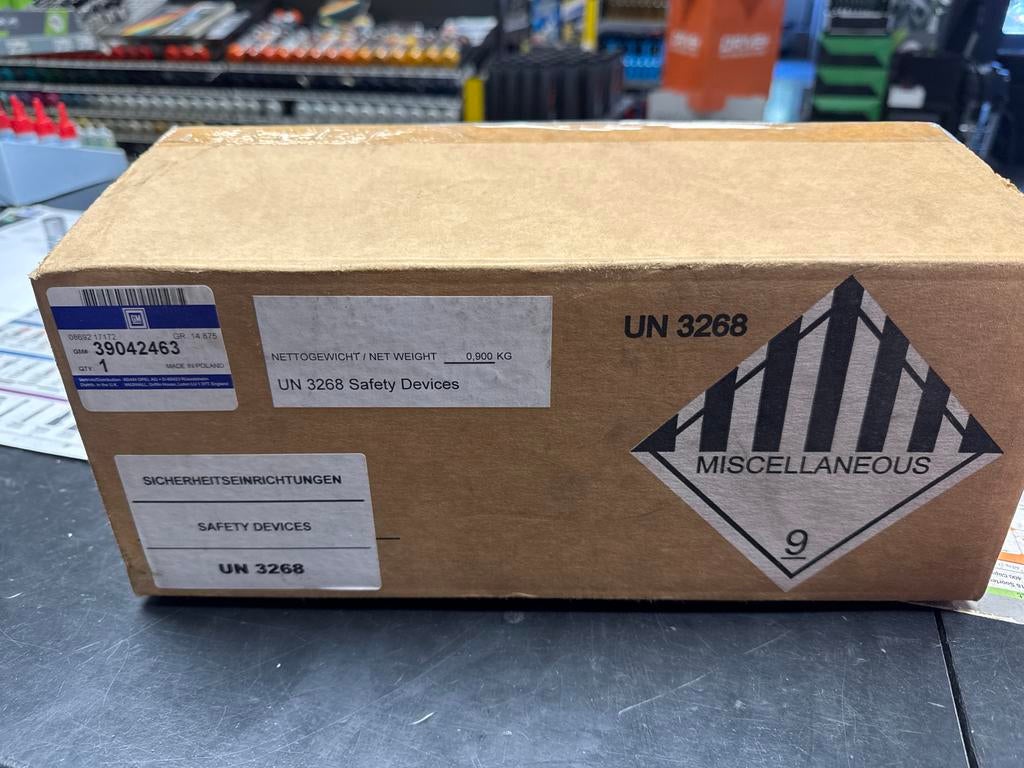 GM
08692 17172 GR. 14.875
GM# 39042463
QTY. 1 MADE IN POLAND
NETTOGEWICHT / NET WEIGHT 0,900 KG
UN 3268 Safety Devices
UN 3268
MISCELLANEOUS
9
SICHERHEITSEINRICHTUNGEN
SAFETY DEVICES
UN 3268